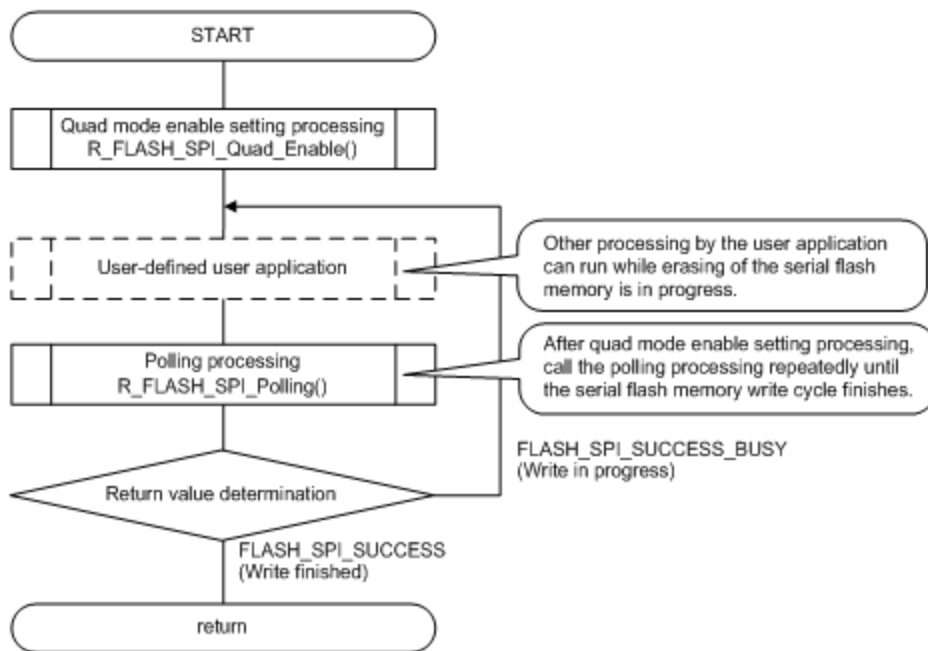 START
Quad mode enable setting processing
R_FLASH_SPI_Quad_Enable()
User-defined user application
Other processing by the user application
can run while erasing of the serial flash
memory is in progress.
Polling processing
R_FLASH_SPI_Polling()
After quad mode enable setting processing,
call the polling processing repeatedly until
the serial flash memory write cycle finishes.
Return value determination
FLASH_SPI_SUCCESS_BUSY
(Write in progress)
FLASH_SPI_SUCCESS
(Write finished)
return